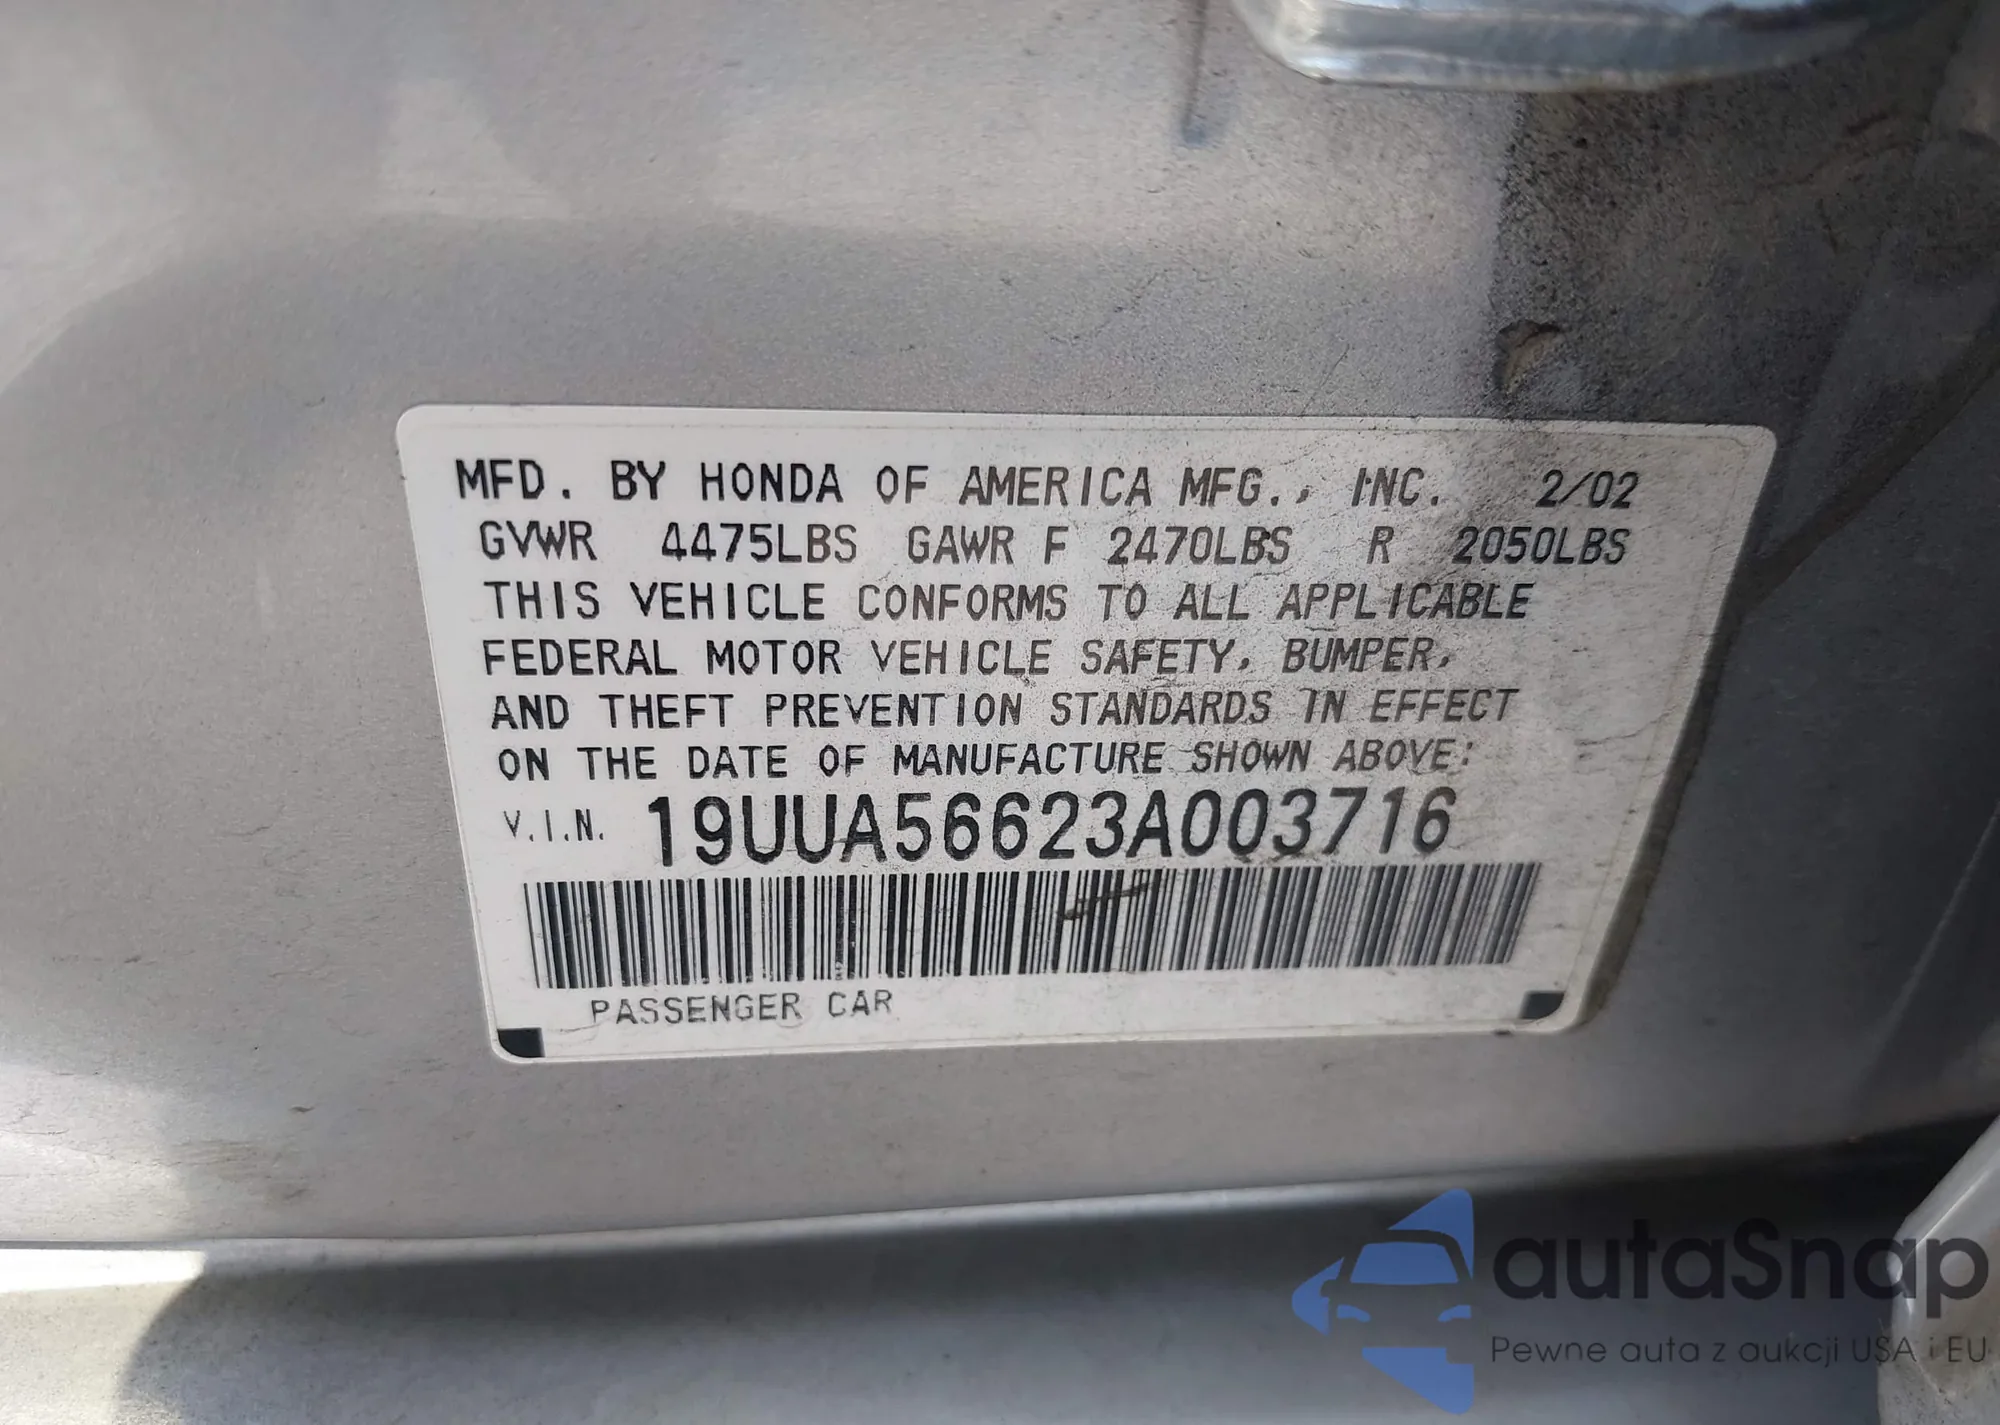 MFD. BY HONDA OF AMERICA MFG., INC. 2/02
GVWR 4475LBS GAWR F 2470LBS R 2050LBS
THIS VEHICLE CONFORMS TO ALL APPLICABLE
FEDERAL MOTOR VEHICLE SAFETY, BUMPER,
AND THEFT PREVENTION STANDARDS IN EFFECT
ON THE DATE OF MANUFACTURE SHOWN ABOVE:
V.I.N. 19UUA56623A003716
PASSENGER CAR
autaSnap
Pewne auta z aukcji USA i EU